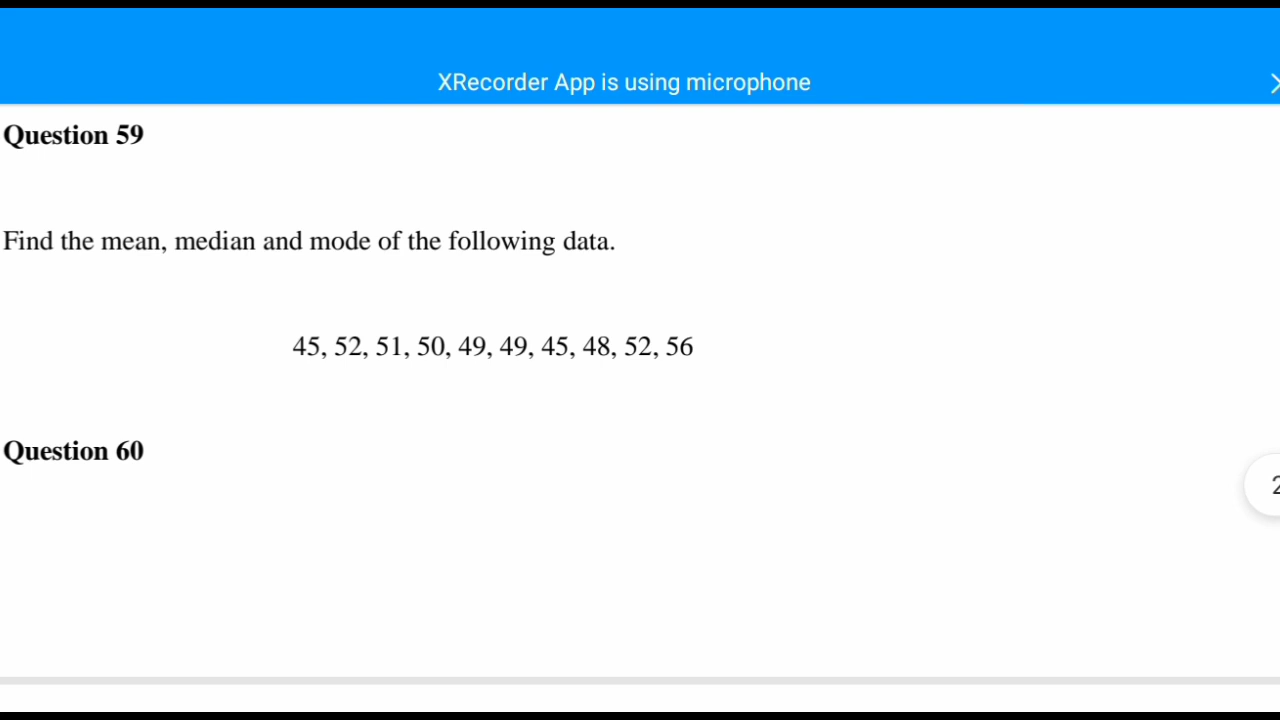 XRecorder App is using microphone
Question 59
Find the mean, median and mode of the following data.
45, 52, 51, 50, 49, 49, 45, 48, 52, 56
Question 60
2